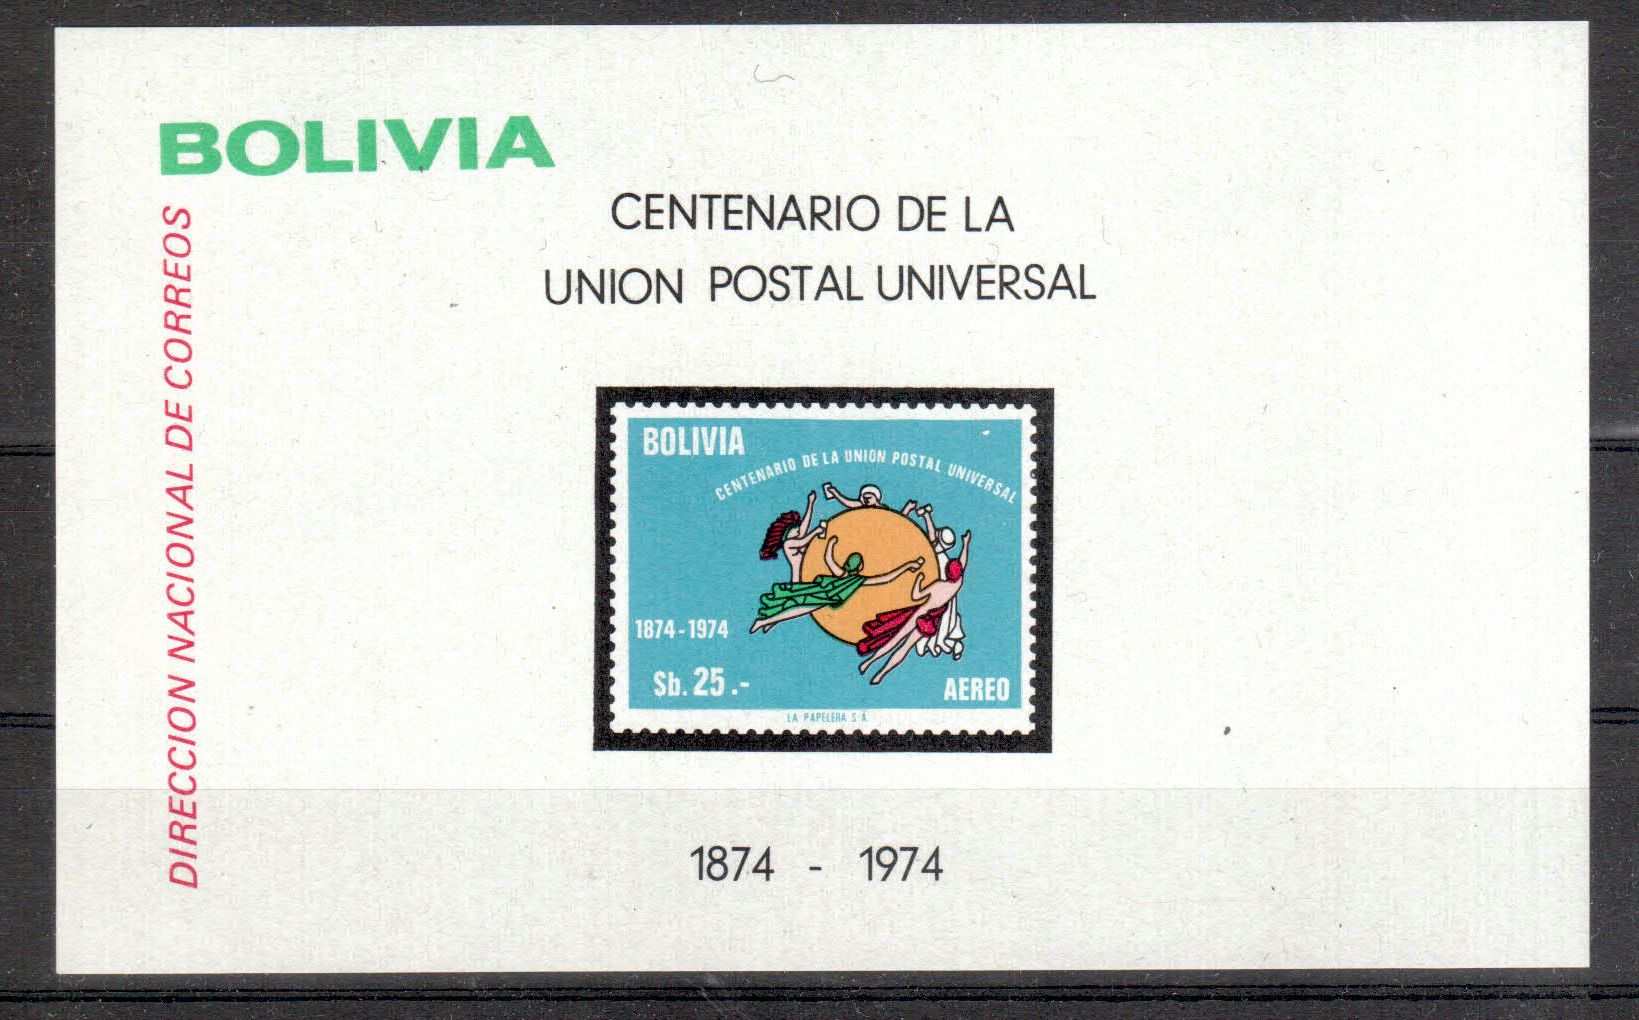 BOLIVIA
DIRECCION NACIONAL DE CORREOS
CENTENARIO DE LA
UNION POSTAL UNIVERSAL
BOLIVIA
CENTENARIO DE LA UNION POSTAL UNIVERSAL
1874-1974
$b. 25.-
AEREO
LA PAPELERA S A
1874 - 1974